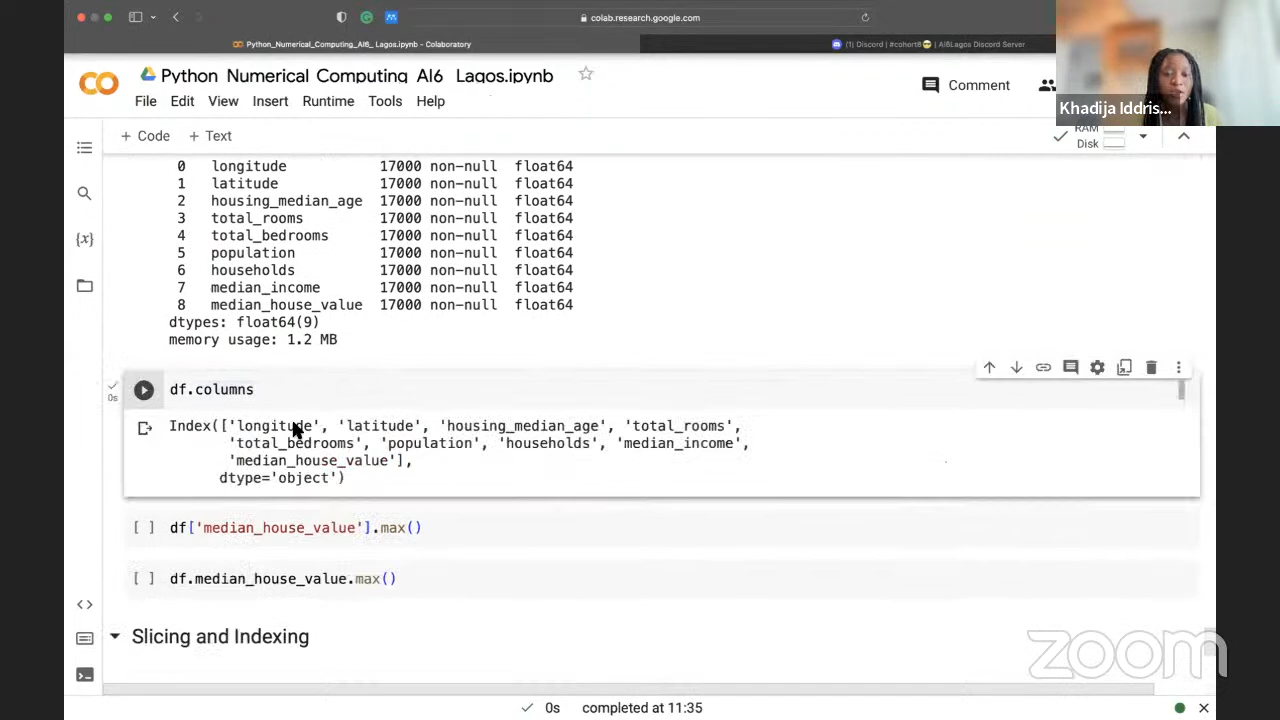 colab.research.google.com
Python_Numerical_Computing_AI6_ Lagos.ipynb - Colaboratory
(1) Discord | #cohort8😎 | AI6Lagos Discord Server
Python_Numerical_Computing_AI6_ Lagos.ipynb
Comment
File Edit View Insert Runtime Tools Help
Khadija Iddris...
+ Code + Text
RAM
Disk
0 longitude 17000 non-null float64
1 latitude 17000 non-null float64
2 housing_median_age 17000 non-null float64
3 total_rooms 17000 non-null float64
4 total_bedrooms 17000 non-null float64
5 population 17000 non-null float64
6 households 17000 non-null float64
7 median_income 17000 non-null float64
8 median_house_value 17000 non-null float64
dtypes: float64(9)
memory usage: 1.2 MB
0s
df.columns
Index(['longitude', 'latitude', 'housing_median_age', 'total_rooms',
'total_bedrooms', 'population', 'households', 'median_income',
'median_house_value'],
dtype='object')
[ ] df['median_house_value'].max()
[ ] df.median_house_value.max()
Slicing and Indexing
zoom
0s completed at 11:35